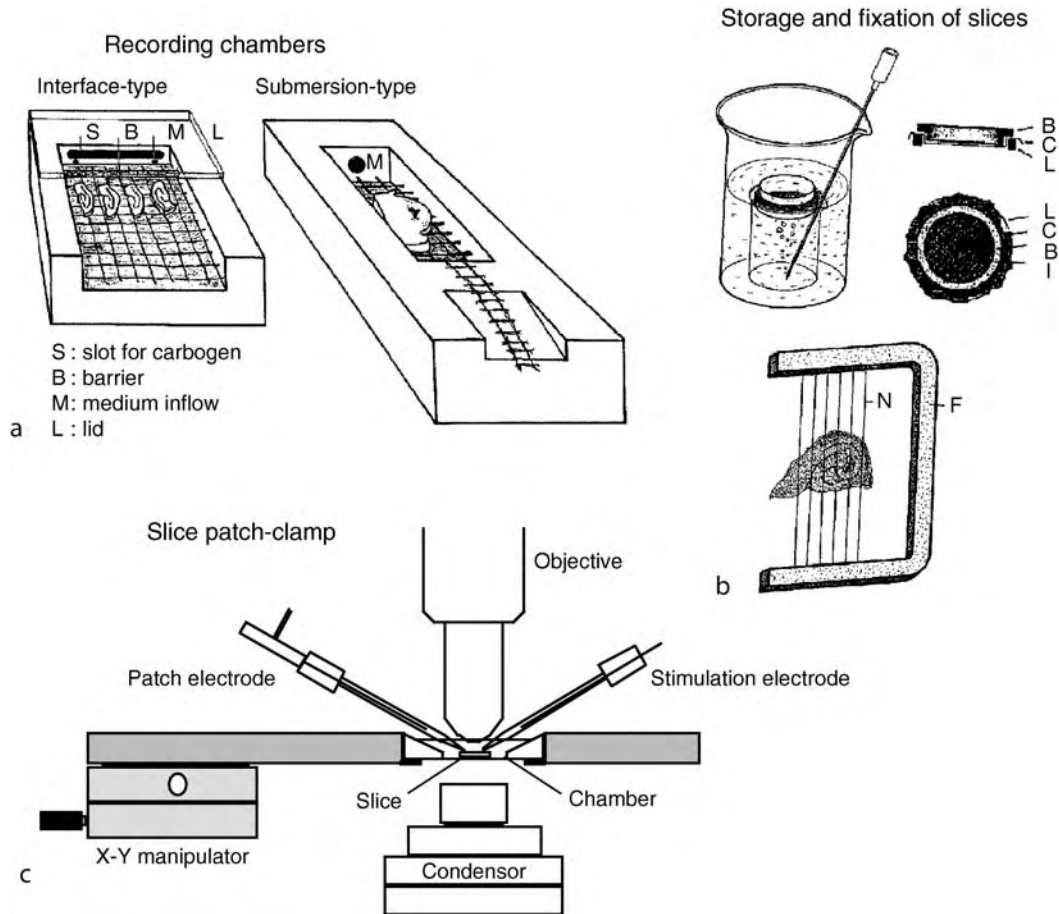 Recording chambers
Interface-type
Submersion-type
S B M L
M
S : slot for carbogen
B : barrier
M: medium inflow
L : lid
a
Storage and fixation of slices
B
C
L
L
C
B
I
N F
b
Slice patch-clamp
Objective
Patch electrode
Stimulation electrode
Slice
Chamber
X-Y manipulator
Condensor
c